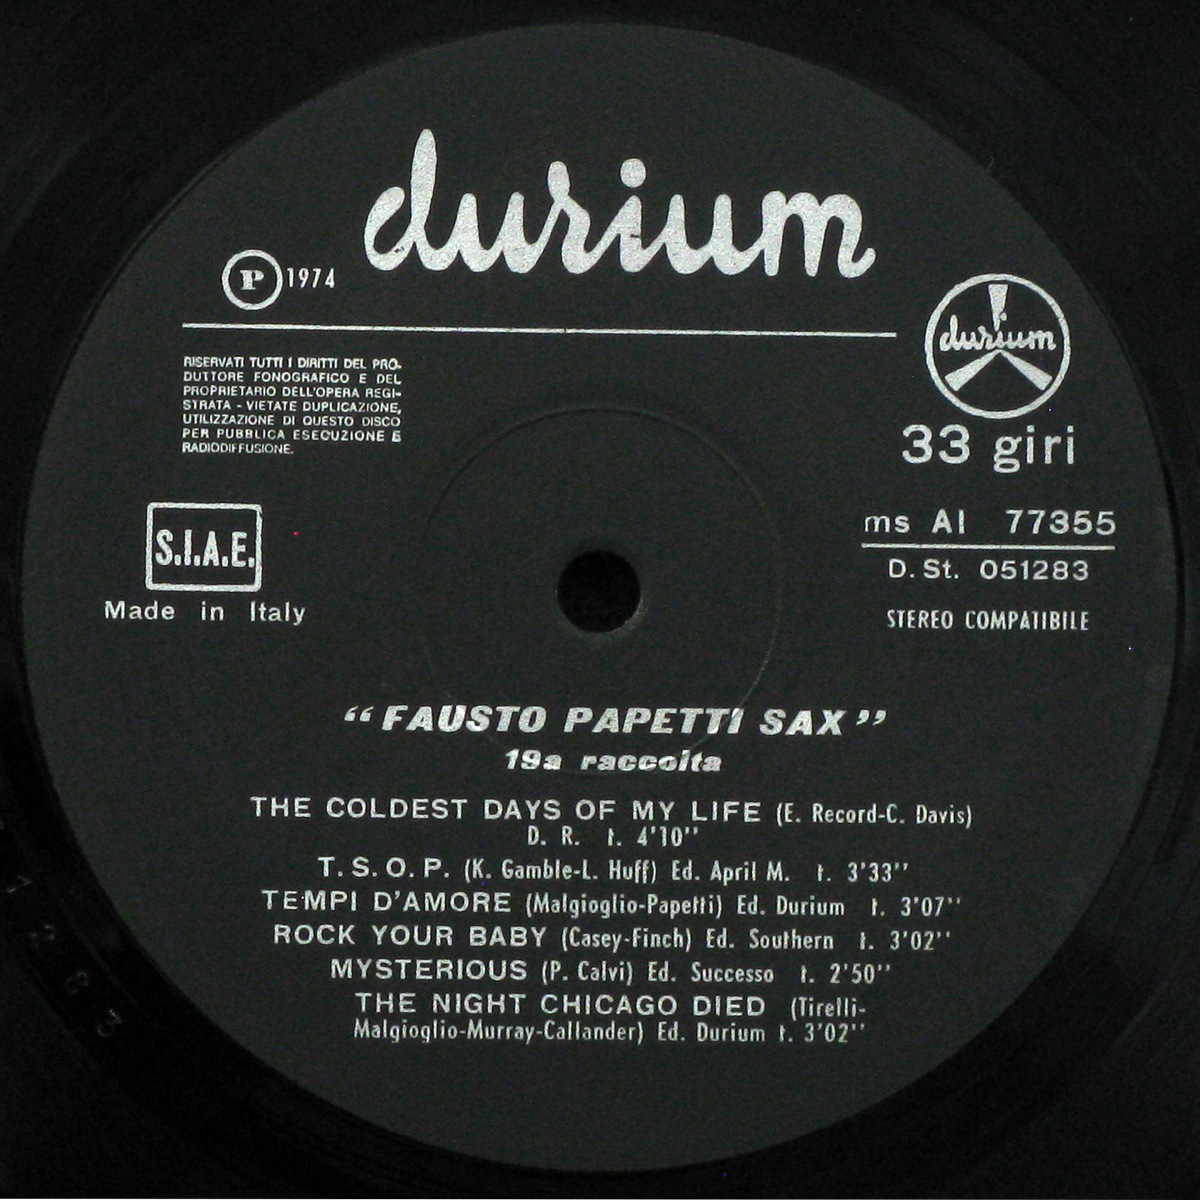 durium
P 1974
durium
RISERVATI TUTTI I DIRITTI DEL PRO-
DUTTORE FONOGRAFICO E DEL
PROPRIETARIO DELL'OPERA REGI-
STRATA - VIETATE DUPLICAZIONE,
UTILIZZAZIONE DI QUESTO DISCO
PER PUBBLICA ESECUZIONE E
RADIODIFFUSIONE.
33 giri
S.I.A.E.
Made in Italy
ms AI 77355
D. St. 051283
STEREO COMPATIBILE
“FAUSTO PAPETTI SAX”
19a raccolta
THE COLDEST DAYS OF MY LIFE (E. Record-C. Davis)
D. R. t. 4'10''
T. S. O. P. (K. Gamble-L. Huff) Ed. April M. t. 3'33''
TEMPI D'AMORE (Malgioglio-Papetti) Ed. Durium t. 3'07''
ROCK YOUR BABY (Casey-Finch) Ed. Southern t. 3'02''
MYSTERIOUS (P. Calvi) Ed. Successo t. 2'50''
THE NIGHT CHICAGO DIED (Tirelli-
Malgioglio-Murray-Callander) Ed. Durium t. 3'02''